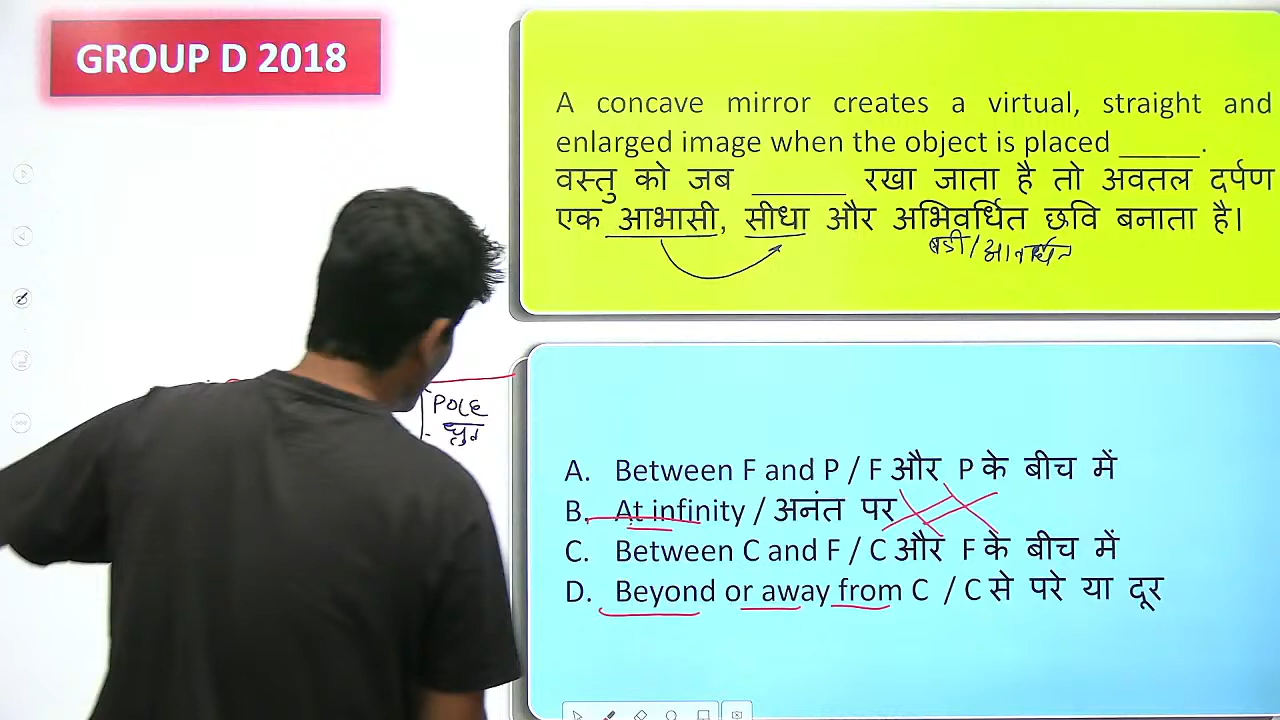 GROUP D 2018
A concave mirror creates a virtual, straight and
enlarged image when the object is placed _____.
वस्तु को जब ______ रखा जाता है तो अवतल दर्पण
एक आभासी, सीधा और अभिवर्धित छवि बनाता है।
बडी/आवर्धित
POLE
ध्रुव
A. Between F and P / F और P के बीच में
B. At infinity / अनंत पर
C. Between C and F / C और F के बीच में
D. Beyond or away from C / C से परे या दूर